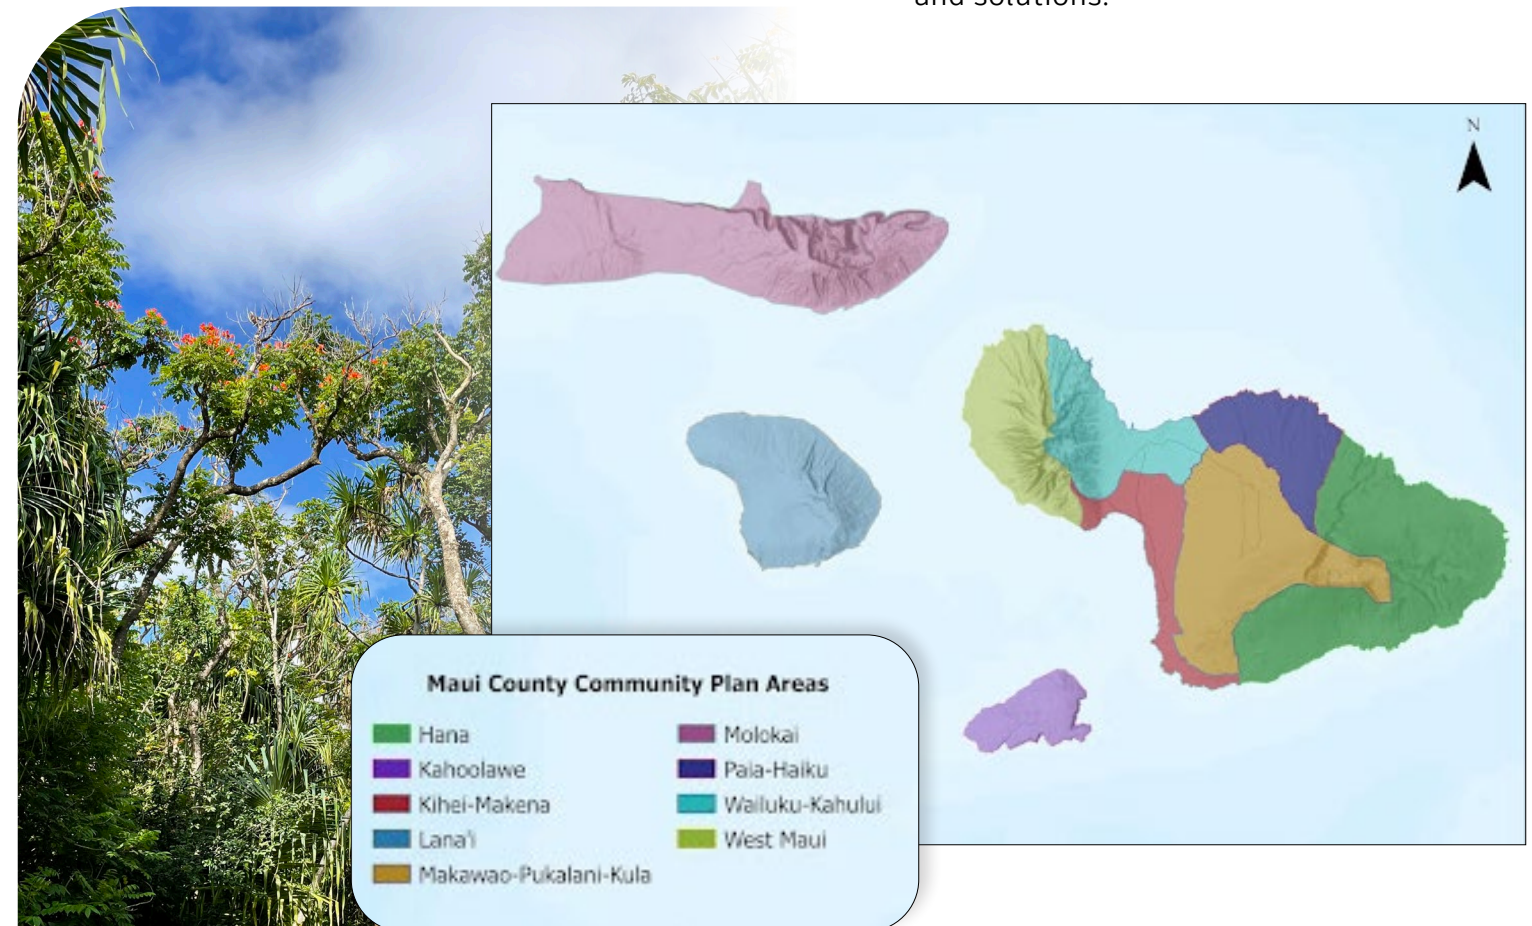 and solutions.
N
Maui County Community Plan Areas
Hana
Kahoolawe
Kihei-Makena
Lana'i
Makawao-Pukalani-Kula
Molokai
Paia-Haiku
Wailuku-Kahului
West Maui